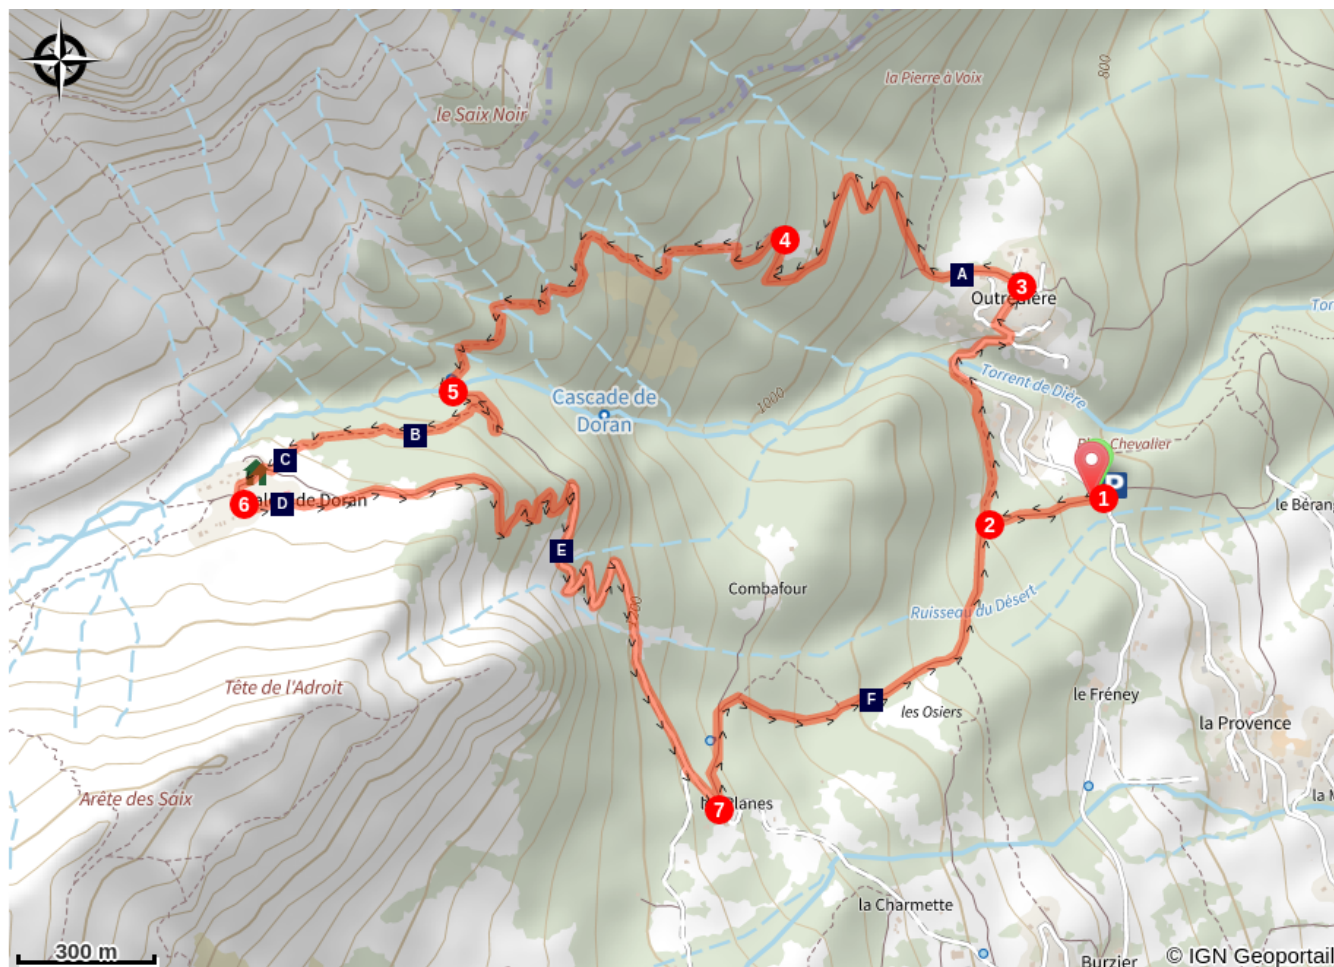 800
la Pierre à Voix
le Saix Noir
4
A
3
Tor
Torrent de Dière
Cascade de
Doran
1000
5
B
Chevalier
C
P
1
6
de Doran
D
le Béran
2
E
Combafour
Ruisseau du Désert
Tête de l'Adroit
F
les Osiers
le Fréney
la Provence
Arête des Saix
7
lanes
la M
la Charmette
300 m
Burzier
© IGN Geoportail